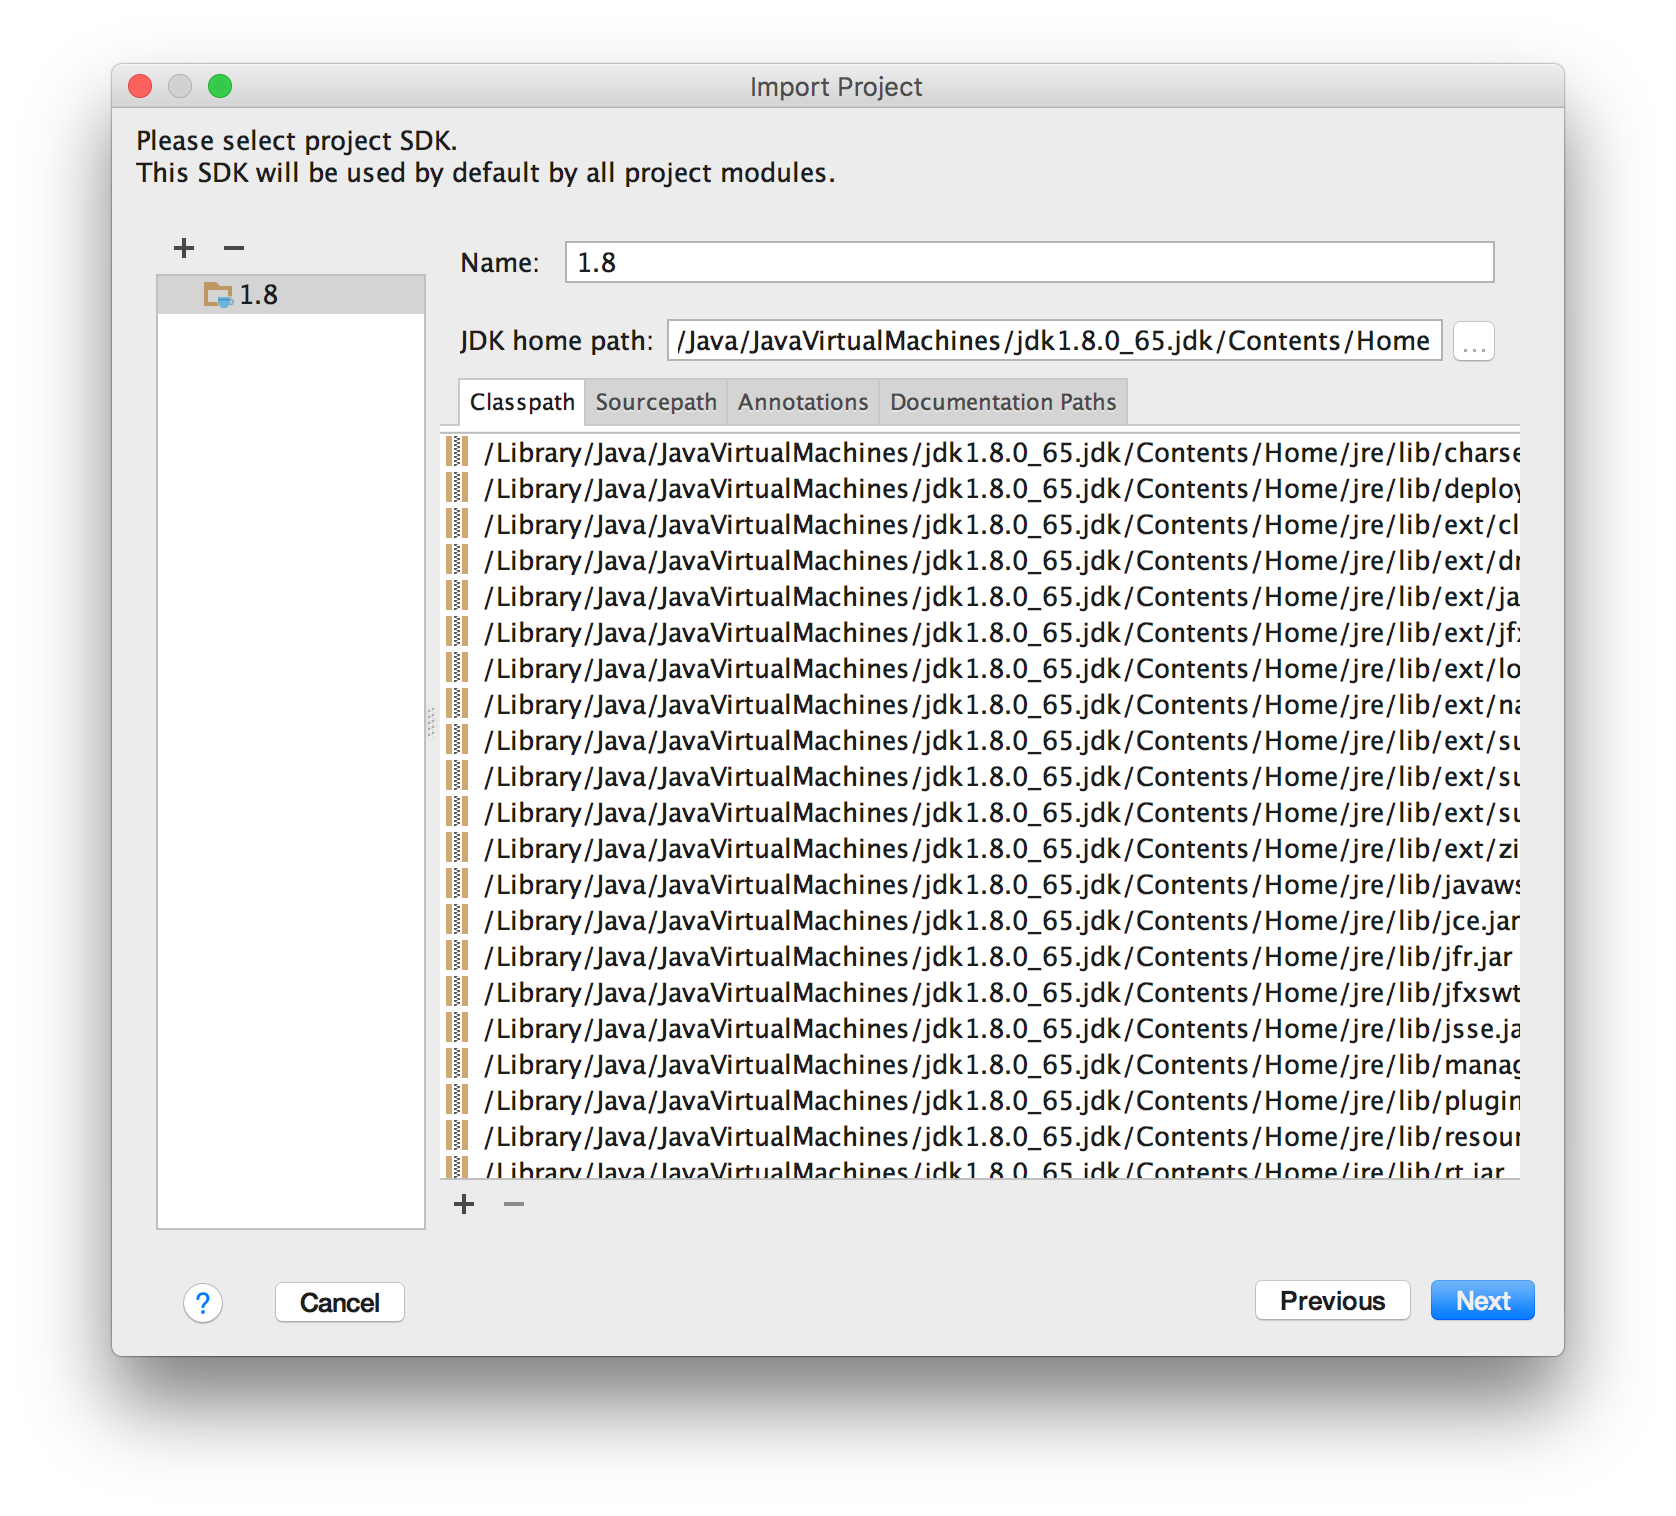 Import Project
Please select project SDK.
This SDK will be used by default by all project modules.
1.8
Name: 1.8
JDK home path: /Java/JavaVirtualMachines/jdk1.8.0_65.jdk/Contents/Home ...
Classpath Sourcepath Annotations Documentation Paths
/Library/Java/JavaVirtualMachines/jdk1.8.0_65.jdk/Contents/Home/jre/lib/charse
/Library/Java/JavaVirtualMachines/jdk1.8.0_65.jdk/Contents/Home/jre/lib/deploy
/Library/Java/JavaVirtualMachines/jdk1.8.0_65.jdk/Contents/Home/jre/lib/ext/cl
/Library/Java/JavaVirtualMachines/jdk1.8.0_65.jdk/Contents/Home/jre/lib/ext/dn
/Library/Java/JavaVirtualMachines/jdk1.8.0_65.jdk/Contents/Home/jre/lib/ext/ja
/Library/Java/JavaVirtualMachines/jdk1.8.0_65.jdk/Contents/Home/jre/lib/ext/jfx
/Library/Java/JavaVirtualMachines/jdk1.8.0_65.jdk/Contents/Home/jre/lib/ext/lo
/Library/Java/JavaVirtualMachines/jdk1.8.0_65.jdk/Contents/Home/jre/lib/ext/na
/Library/Java/JavaVirtualMachines/jdk1.8.0_65.jdk/Contents/Home/jre/lib/ext/su
/Library/Java/JavaVirtualMachines/jdk1.8.0_65.jdk/Contents/Home/jre/lib/ext/su
/Library/Java/JavaVirtualMachines/jdk1.8.0_65.jdk/Contents/Home/jre/lib/ext/su
/Library/Java/JavaVirtualMachines/jdk1.8.0_65.jdk/Contents/Home/jre/lib/ext/zi
/Library/Java/JavaVirtualMachines/jdk1.8.0_65.jdk/Contents/Home/jre/lib/javaws
/Library/Java/JavaVirtualMachines/jdk1.8.0_65.jdk/Contents/Home/jre/lib/jce.jar
/Library/Java/JavaVirtualMachines/jdk1.8.0_65.jdk/Contents/Home/jre/lib/jfr.jar
/Library/Java/JavaVirtualMachines/jdk1.8.0_65.jdk/Contents/Home/jre/lib/jfxswt
/Library/Java/JavaVirtualMachines/jdk1.8.0_65.jdk/Contents/Home/jre/lib/jsse.ja
/Library/Java/JavaVirtualMachines/jdk1.8.0_65.jdk/Contents/Home/jre/lib/manag
/Library/Java/JavaVirtualMachines/jdk1.8.0_65.jdk/Contents/Home/jre/lib/plugin
/Library/Java/JavaVirtualMachines/jdk1.8.0_65.jdk/Contents/Home/jre/lib/resour
/Library/Java/JavaVirtualMachines/jdk1.8.0_65.jdk/Contents/Home/jre/lib/rt.jar
? Cancel Previous Next